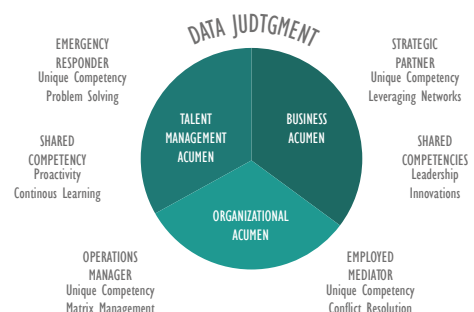 DATA JUDTGMENT
EMERGENCY
RESPONDER
Unique Competency
Problem Solving
STRATEGIC
PARTNER
Unique Competency
Leveraging Networks
TALENT
MANAGEMENT
ACUMEN
BUSINESS
ACUMEN
SHARED
COMPETENCY
Proactivity
Continous Learning
SHARED
COMPETENCIES
Leadership
Innovations
ORGANIZATIONAL
ACUMEN
OPERATIONS
MANAGER
Unique Competency
Matrix Management
EMPLOYED
MEDIATOR
Unique Competency
Conflict Resolution